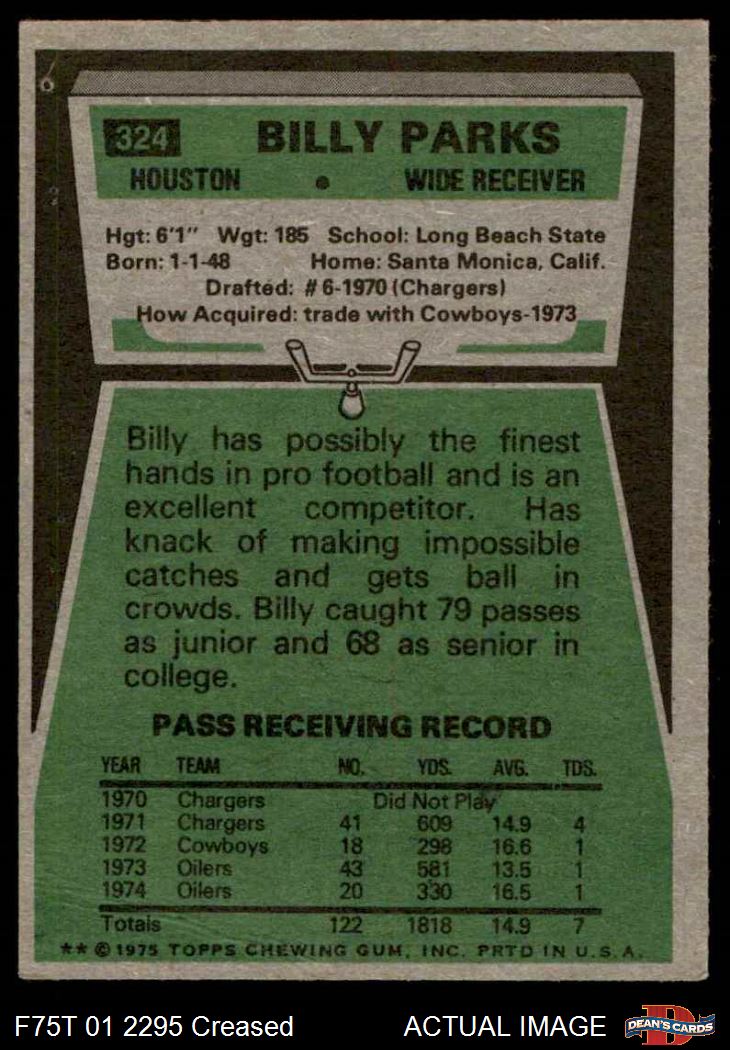 324 BILLY PARKS
HOUSTON • WIDE RECEIVER
Hgt: 6'1" Wgt: 185 School: Long Beach State
Born: 1-1-48 Home: Santa Monica, Calif.
Drafted: #6-1970 (Chargers)
How Acquired: trade with Cowboys-1973
Billy has possibly the finest
hands in pro football and is an
excellent competitor. Has
knack of making impossible
catches and gets ball in
crowds. Billy caught 79 passes
as junior and 68 as senior in
college.
PASS RECEIVING RECORD
YEAR TEAM NO. YDS. AVG. TDS.
1970 Chargers Did Not Play
1971 Chargers 41 609 14.9 4
1972 Cowboys 18 298 16.6 1
1973 Oilers 43 581 13.5 1
1974 Oilers 20 330 16.5 1
Totals 122 1818 14.9 7
** © 1975 TOPPS CHEWING GUM, INC. PRTD IN U.S.A.
F75T 01 2295 Creased ACTUAL IMAGE D DEAN'S CARDS